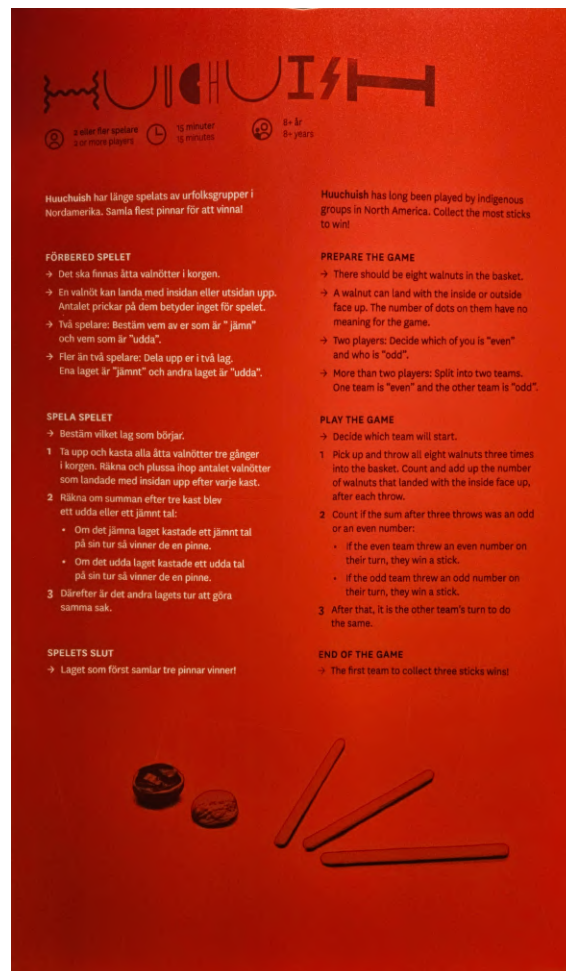 HUUCHUISH
2 eller fler spelare
2 or more players
15 minuter
15 minutes
8+ år
8+ years
Huuchuish har länge spelats av urfolksgrupper i
Nordamerika. Samla flest pinnar för att vinna!
FÖRBERED SPELET
→ Det ska finnas åtta valnötter i korgen.
→ En valnöt kan landa med insidan eller utsidan upp.
Antalet prickar på dem betyder inget för spelet.
→ Två spelare: Bestäm vem av er som är " jämn"
och vem som är "udda".
→ Fler än två spelare: Dela upp er i två lag.
Ena laget är "jämnt" och andra laget är "udda".
SPELA SPELET
→ Bestäm vilket lag som börjar.
1 Ta upp och kasta alla åtta valnötter tre gånger
i korgen. Räkna och plussa ihop antalet valnötter
som landade med insidan upp efter varje kast.
2 Räkna om summan efter tre kast blev
ett udda eller ett jämnt tal:
• Om det jämna laget kastade ett jämnt tal
på sin tur så vinner de en pinne.
• Om det udda laget kastade ett udda tal
på sin tur så vinner de en pinne.
3 Därefter är det andra lagets tur att göra
samma sak.
SPELETS SLUT
→ Laget som först samlar tre pinnar vinner!
Huuchuish has long been played by indigenous
groups in North America. Collect the most sticks
to win!
PREPARE THE GAME
→ There should be eight walnuts in the basket.
→ A walnut can land with the inside or outside
face up. The number of dots on them have no
meaning for the game.
→ Two players: Decide which of you is "even"
and who is "odd".
→ More than two players: Split into two teams.
One team is "even" and the other team is "odd".
PLAY THE GAME
→ Decide which team will start.
1 Pick up and throw all eight walnuts three times
into the basket. Count and add up the number
of walnuts that landed with the inside face up,
after each throw.
2 Count if the sum after three throws was an odd
or an even number:
• If the even team threw an even number on
their turn, they win a stick.
• If the odd team threw an odd number on
their turn, they win a stick.
3 After that, it is the other team's turn to do
the same.
END OF THE GAME
→ The first team to collect three sticks wins!